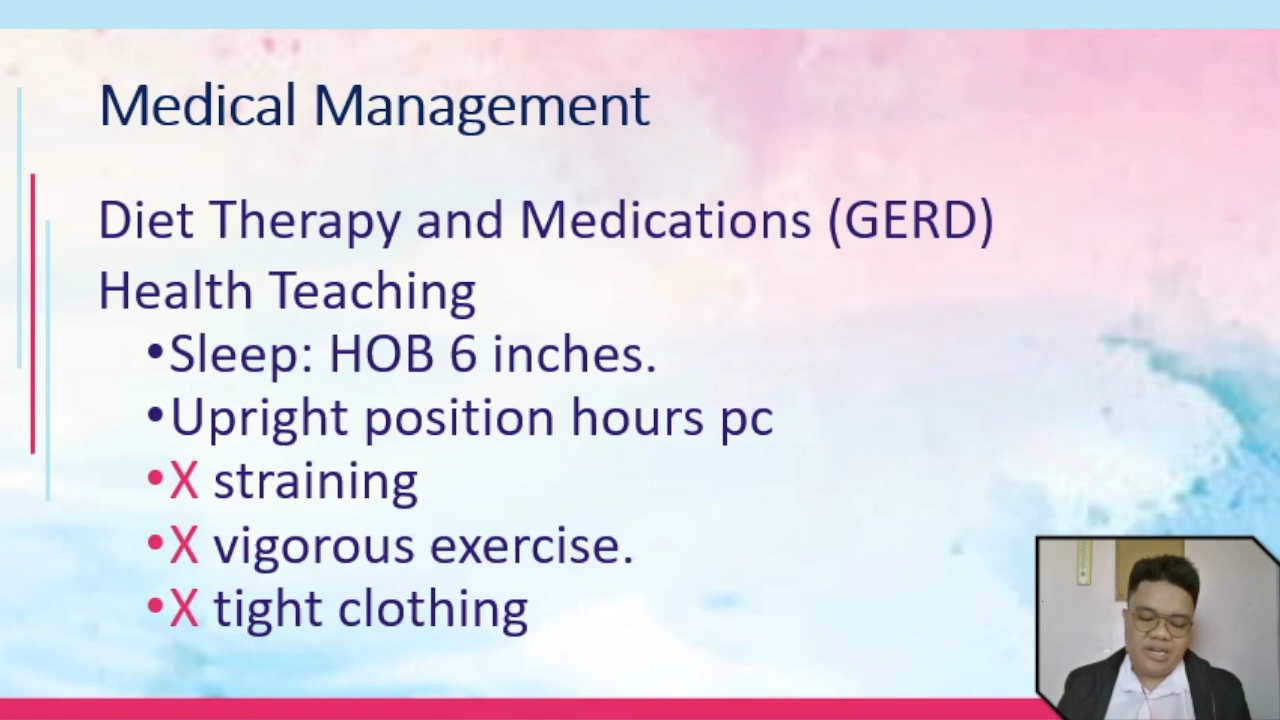 Medical Management
Diet Therapy and Medications (GERD)
Health Teaching
•Sleep: HOB 6 inches.
•Upright position hours pc
•X straining
•X vigorous exercise.
•X tight clothing